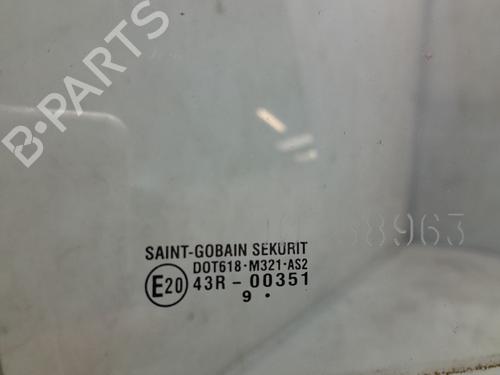 B-PARTS
SAINT-GOBAIN SEKURIT
DOT618·M321·AS2
E20 43R - 00351
9 ·